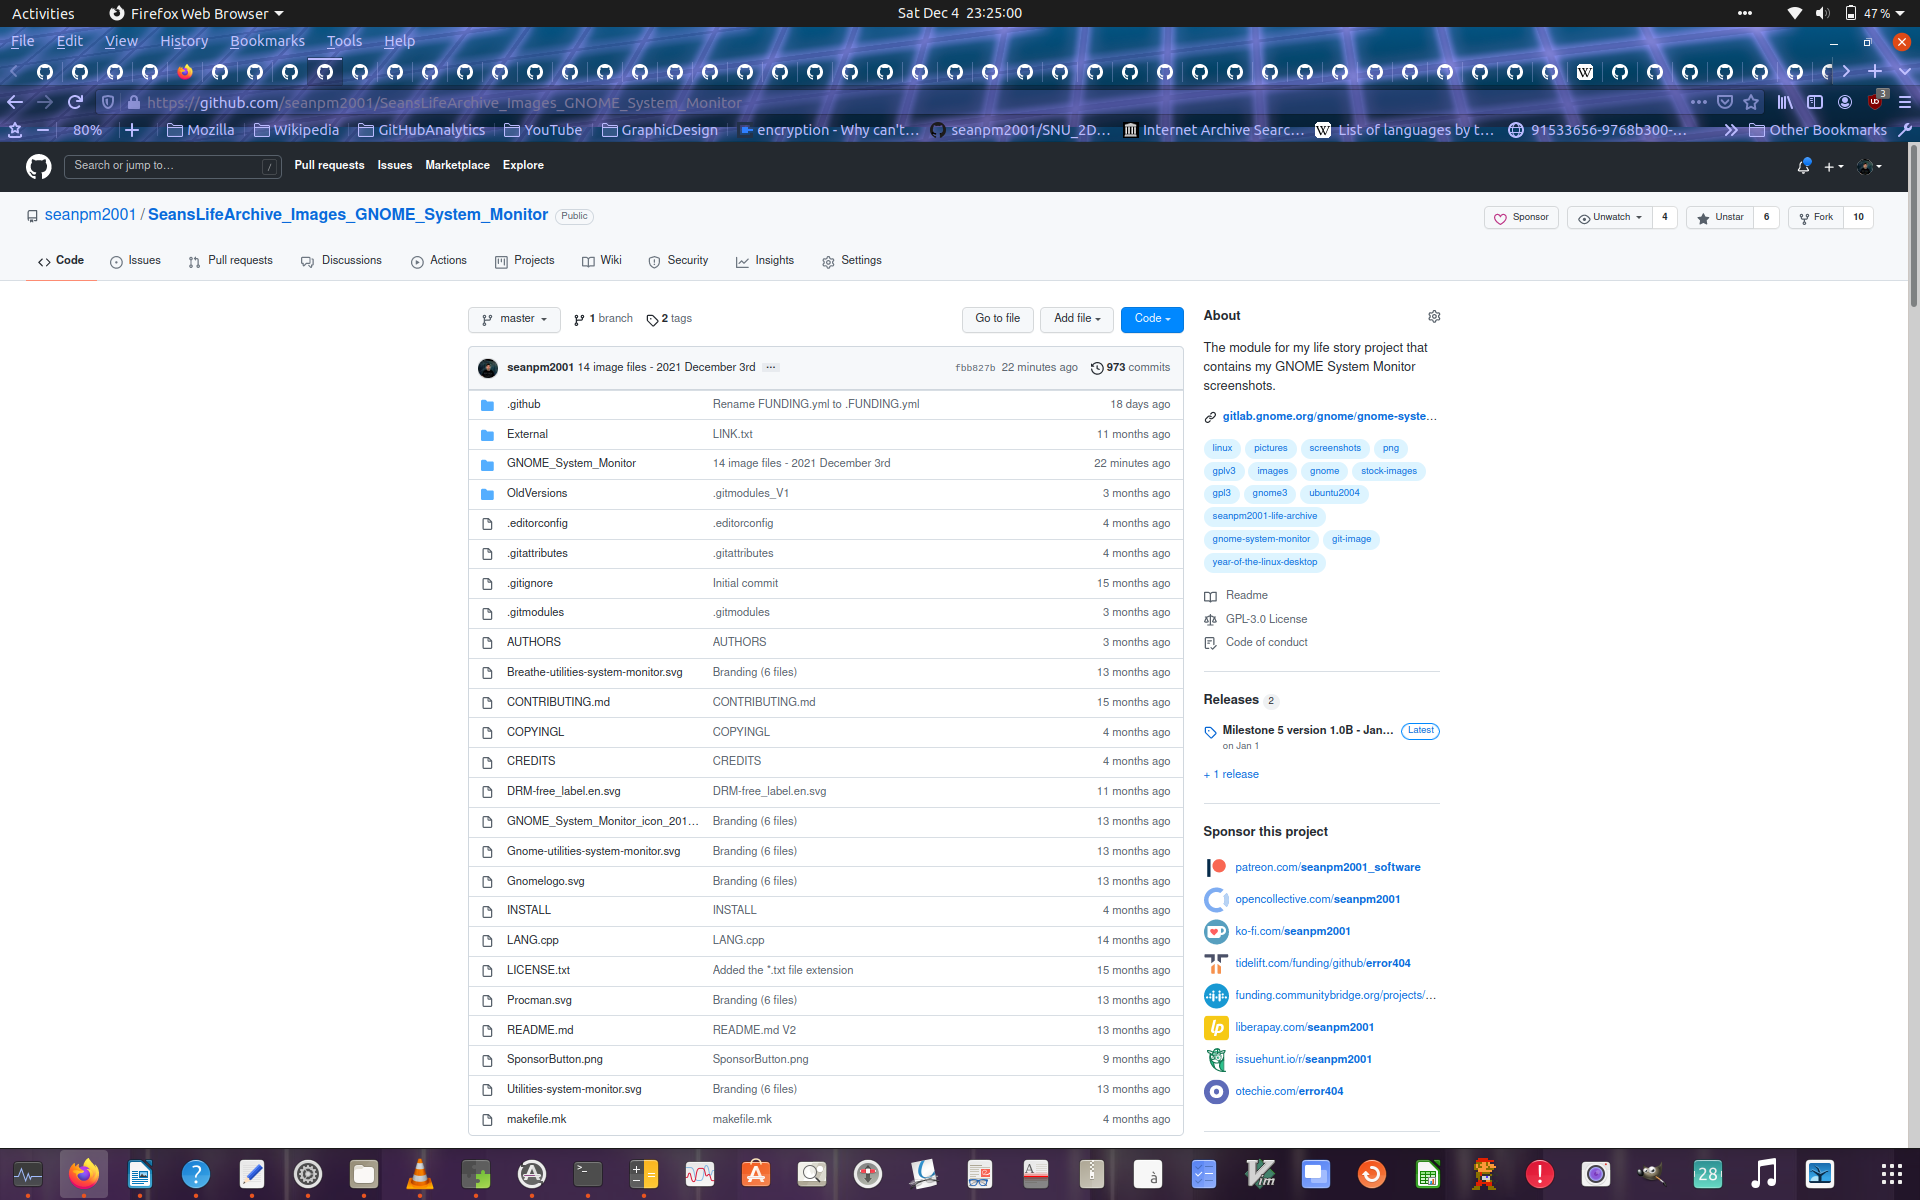 Activities Firefox Web Browser Sat Dec 4 23:25:00 47 %
File Edit View History Bookmarks Tools Help
https://github.com/seanpm2001/SeansLifeArchive_Images_GNOME_System_Monitor 3
80% Mozilla Wikipedia GitHubAnalytics YouTube GraphicDesign encryption - Why can't… seanpm2001/SNU_2D… Internet Archive Searc… List of languages by t… 91533656-9768b300-… Other Bookmarks
Search or jump to… / Pull requests Issues Marketplace Explore
seanpm2001 / SeansLifeArchive_Images_GNOME_System_Monitor Public Sponsor Unwatch 4 Unstar 6 Fork 10
Code Issues Pull requests Discussions Actions Projects Wiki Security Insights Settings
master 1 branch 2 tags Go to file Add file Code
seanpm2001 14 image files - 2021 December 3rd ... fbb827b 22 minutes ago 973 commits
.github Rename FUNDING.yml to .FUNDING.yml 18 days ago
External LINK.txt 11 months ago
GNOME_System_Monitor 14 image files - 2021 December 3rd 22 minutes ago
OldVersions .gitmodules_V1 3 months ago
.editorconfig .editorconfig 4 months ago
.gitattributes .gitattributes 4 months ago
.gitignore Initial commit 15 months ago
.gitmodules .gitmodules 3 months ago
AUTHORS AUTHORS 3 months ago
Breathe-utilities-system-monitor.svg Branding (6 files) 13 months ago
CONTRIBUTING.md CONTRIBUTING.md 15 months ago
COPYINGL COPYINGL 4 months ago
CREDITS CREDITS 4 months ago
DRM-free_label.en.svg DRM-free_label.en.svg 11 months ago
GNOME_System_Monitor_icon_201… Branding (6 files) 13 months ago
Gnome-utilities-system-monitor.svg Branding (6 files) 13 months ago
Gnomelogo.svg Branding (6 files) 13 months ago
INSTALL INSTALL 4 months ago
LANG.cpp LANG.cpp 14 months ago
LICENSE.txt Added the *.txt file extension 15 months ago
Procman.svg Branding (6 files) 13 months ago
README.md README.md V2 13 months ago
SponsorButton.png SponsorButton.png 9 months ago
Utilities-system-monitor.svg Branding (6 files) 13 months ago
makefile.mk makefile.mk 4 months ago
About
The module for my life story project that
contains my GNOME System Monitor
screenshots.
gitlab.gnome.org/gnome/gnome-syste…
linux pictures screenshots png
gplv3 images gnome stock-images
gpl3 gnome3 ubuntu2004
seanpm2001-life-archive
gnome-system-monitor git-image
year-of-the-linux-desktop
Readme
GPL-3.0 License
Code of conduct
Releases 2
Milestone 5 version 1.0B - Jan… Latest
on Jan 1
+ 1 release
Sponsor this project
patreon.com/seanpm2001_software
opencollective.com/seanpm2001
ko-fi.com/seanpm2001
tidelift.com/funding/github/error404
funding.communitybridge.org/projects/…
liberapay.com/seanpm2001
issuehunt.io/r/seanpm2001
otechie.com/error404
28